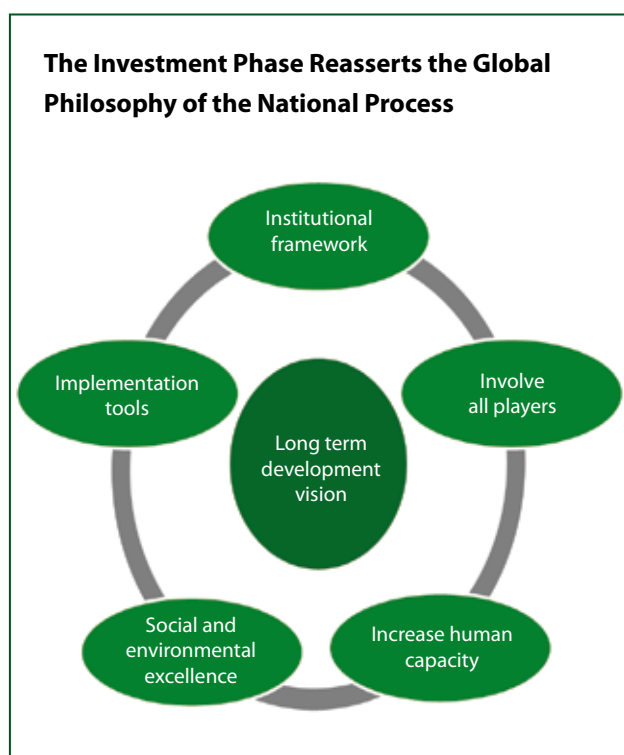 The Investment Phase Reasserts the Global
Philosophy of the National Process
Institutional
framework
Implementation
tools
Involve
all players
Long term
development
vision
Social and
environmental
excellence
Increase human
capacity